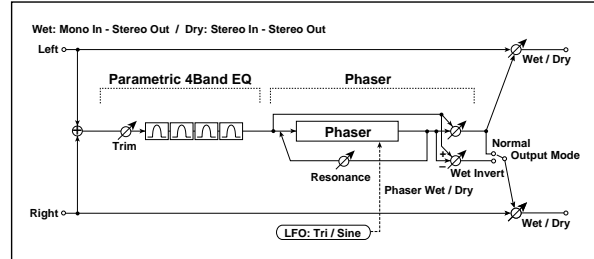 Wet: Mono In - Stereo Out / Dry: Stereo In - Stereo Out
Left
Wet / Dry
Parametric 4Band EQ
Phaser
Phaser
Trim
Normal
Output Mode
+
−
Wet Invert
Resonance
Phaser Wet / Dry
Right
LFO: Tri / Sine
Wet / Dry